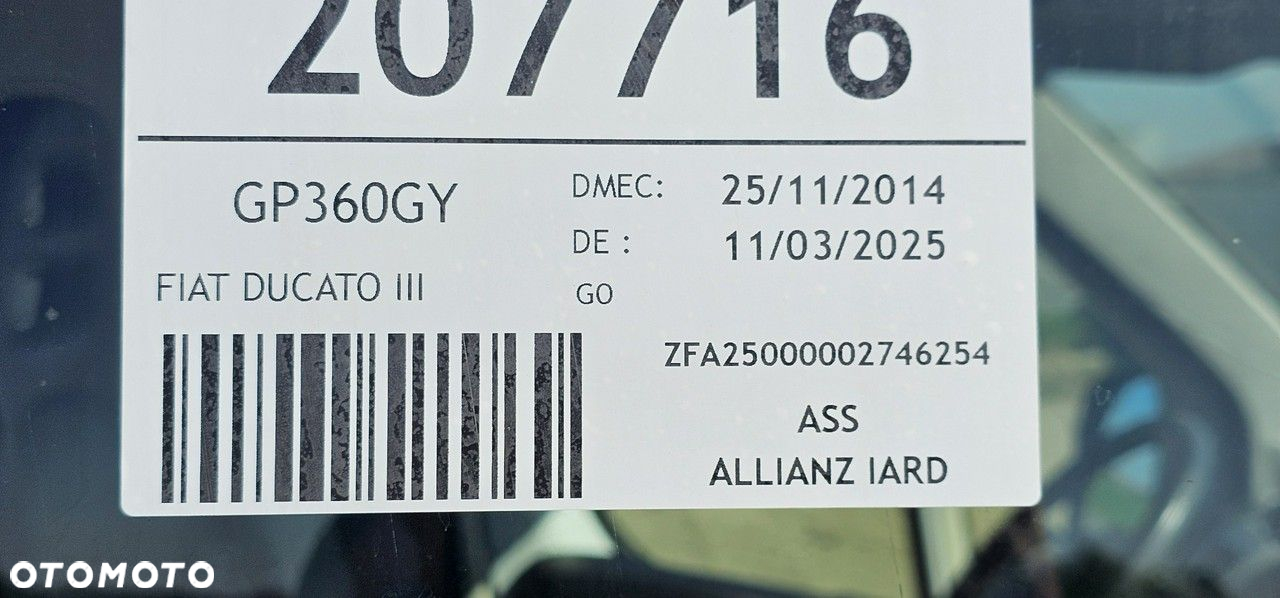 207716
GP360GY
DMEC: 25/11/2014
DE : 11/03/2025
FIAT DUCATO III
GO
ZFA25000002746254
ASS
ALLIANZ IARD
OTOMOTO